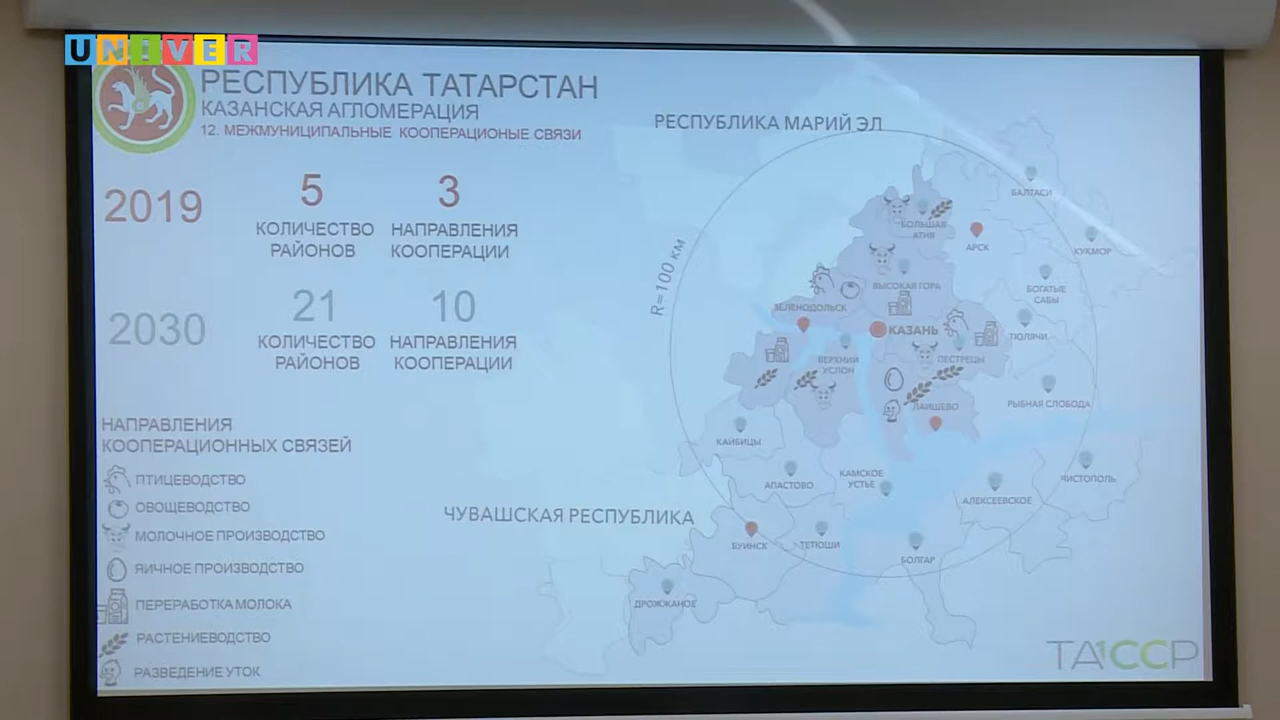 UNIVER
РЕСПУБЛИКА ТАТАРСТАН
КАЗАНСКАЯ АГЛОМЕРАЦИЯ
12. МЕЖМУНИЦИПАЛЬНЫЕ КООПЕРАЦИОНЫЕ СВЯЗИ
2019
5
КОЛИЧЕСТВО
РАЙОНОВ
3
НАПРАВЛЕНИЯ
КООПЕРАЦИИ
2030
21
КОЛИЧЕСТВО
РАЙОНОВ
10
НАПРАВЛЕНИЯ
КООПЕРАЦИИ
НАПРАВЛЕНИЯ
КООПЕРАЦИОННЫХ СВЯЗЕЙ
ПТИЦЕВОДСТВО
ОВОЩЕВОДСТВО
МОЛОЧНОЕ ПРОИЗВОДСТВО
ЯИЧНОЕ ПРОИЗВОДСТВО
ПЕРЕРАБОТКА МОЛОКА
РАСТЕНИЕВОДСТВО
РАЗВЕДЕНИЕ УТОК
РЕСПУБЛИКА МАРИЙ ЭЛ
R=100 КМ
БАЛТАСИ
БОЛЬШАЯ
АТНЯ
АРСК
КУКМОР
ВЫСОКАЯ ГОРА
БОГАТЫЕ
САБЫ
ЗЕЛЕНОДОЛЬСК
КАЗАНЬ
ТЮЛЯЧИ
ВЕРХНИЙ
УСЛОН
ПЕСТРЕЦЫ
ЛАИШЕВО
РЫБНАЯ СЛОБОДА
КАЙБИЦЫ
АПАСТОВО
КАМСКОЕ
УСТЬЕ
ЧИСТОПОЛЬ
АЛЕКСЕЕВСКОЕ
ЧУВАШСКАЯ РЕСПУБЛИКА
БУИНСК
ТЕТЮШИ
БОЛГАР
ДРОЖЖАНОЕ
ТА1ССР